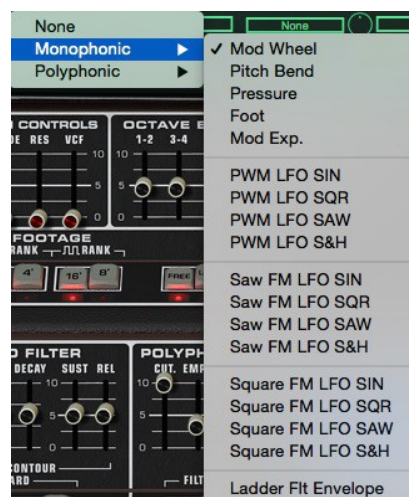 None
Monophonic
Polyphonic
None
✓ Mod Wheel
Pitch Bend
Pressure
Foot
Mod Exp.
PWM LFO SIN
PWM LFO SQR
PWM LFO SAW
PWM LFO S&H
Saw FM LFO SIN
Saw FM LFO SQR
Saw FM LFO SAW
Saw FM LFO S&H
Square FM LFO SIN
Square FM LFO SQR
Square FM LFO SAW
Square FM LFO S&H
Ladder Flt Envelope
CONTROLS
RES VCF
10
5
0
OCTAVE
1-2 3-4
10
5
0
FOOTAGE
RANK RANK
4' 16' 8' FREE
FILTER
DECAY SUST REL
10
5
0
CONTOUR
POLYPH
CUT. EMP
10
5
0
FILT